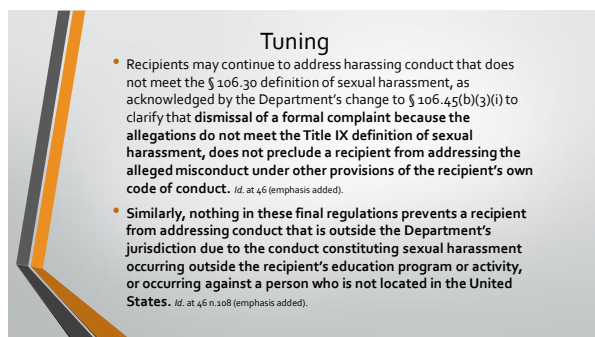 Tuning
• Recipients may continue to address harassing conduct that does
not meet the § 106.30 definition of sexual harassment, as
acknowledged by the Department's change to § 106.45(b)(3)(i) to
clarify that dismissal of a formal complaint because the
allegations do not meet the Title IX definition of sexual
harassment, does not preclude a recipient from addressing the
alleged misconduct under other provisions of the recipient's own
code of conduct. Id. at 46 (emphasis added).
• Similarly, nothing in these final regulations prevents a recipient
from addressing conduct that is outside the Department's
jurisdiction due to the conduct constituting sexual harassment
occurring outside the recipient's education program or activity,
or occurring against a person who is not located in the United
States. Id. at 46 n.108 (emphasis added).